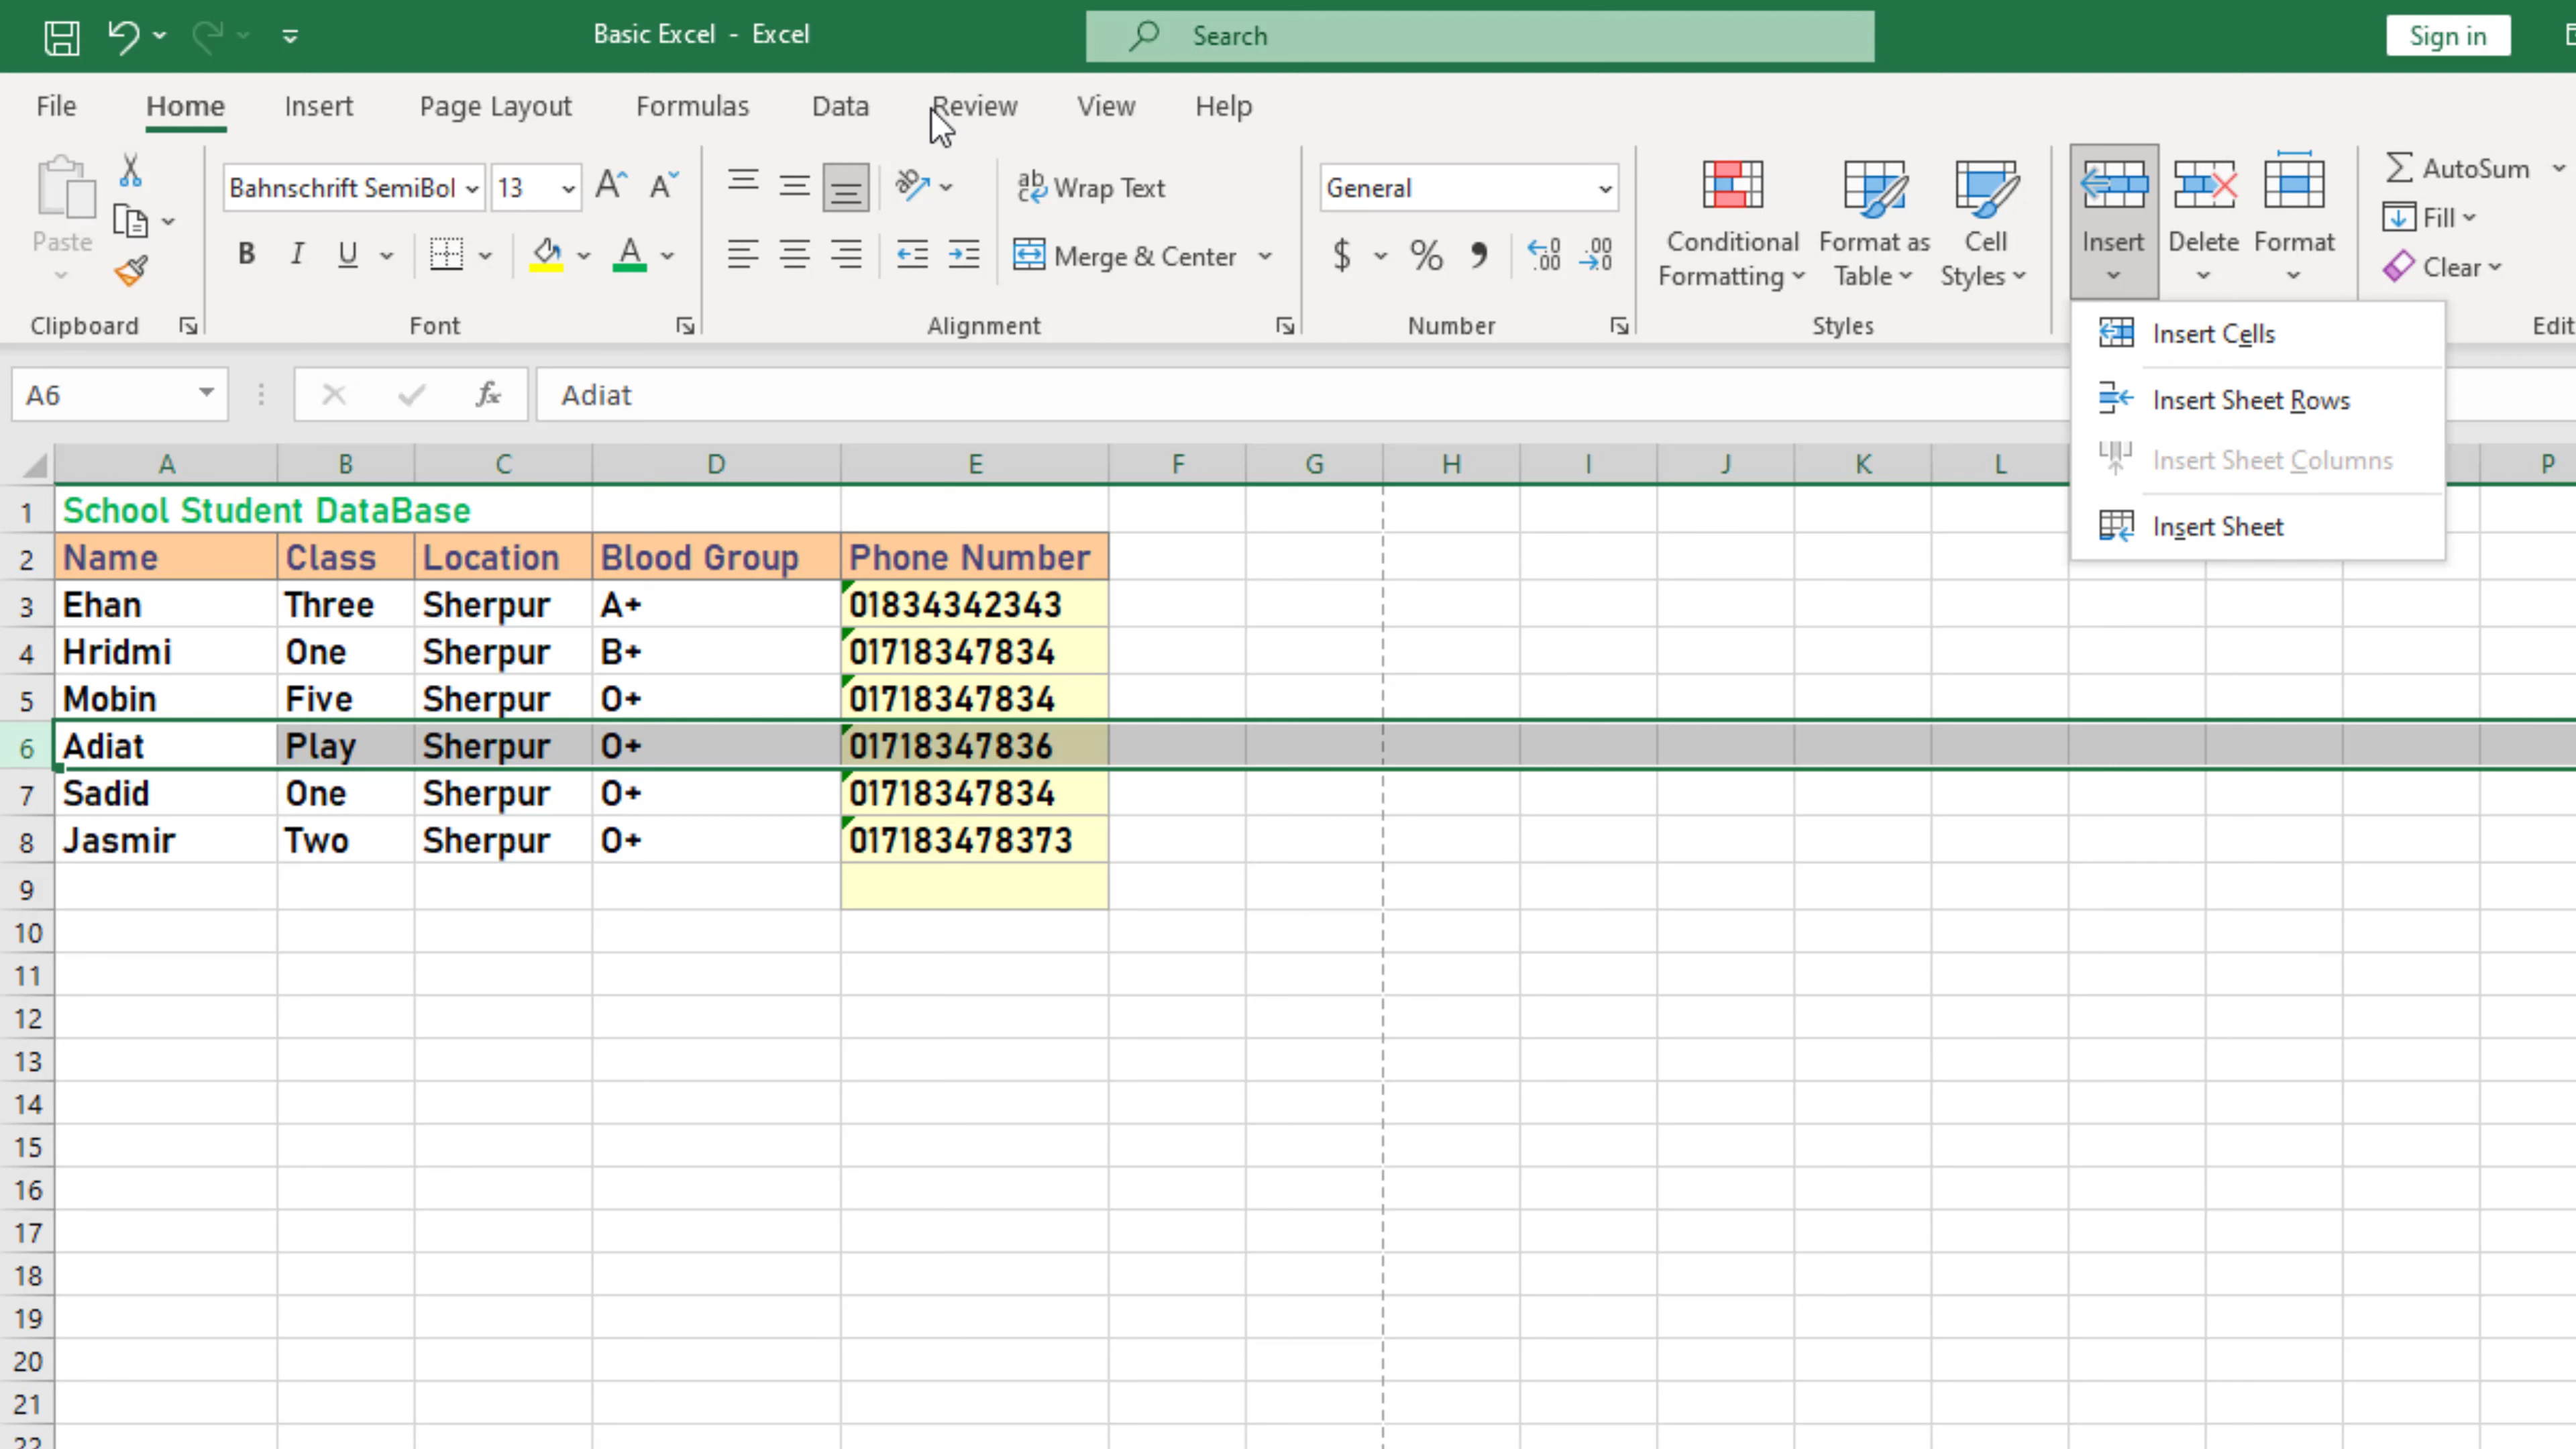 Basic Excel - Excel
Search
Sign in
File Home Insert Page Layout Formulas Data Review View Help
Paste
Clipboard
Bahnschrift SemiBol 13
B I U
Font
Wrap Text
Merge & Center
Alignment
General
$ % ,
Number
Conditional Formatting
Format as Table
Cell Styles
Styles
Insert
Delete
Format
AutoSum
Fill
Clear
Edit
Insert Cells
Insert Sheet Rows
Insert Sheet Columns
Insert Sheet
A6 fx Adiat
A B C D E F G H I J K L P
1 School Student DataBase
2 Name Class Location Blood Group Phone Number
3 Ehan Three Sherpur A+ 01834342343
4 Hridmi One Sherpur B+ 01718347834
5 Mobin Five Sherpur O+ 01718347834
6 Adiat Play Sherpur O+ 01718347836
7 Sadid One Sherpur O+ 01718347834
8 Jasmir Two Sherpur O+ 017183478373
9
10
11
12
13
14
15
16
17
18
19
20
21
22